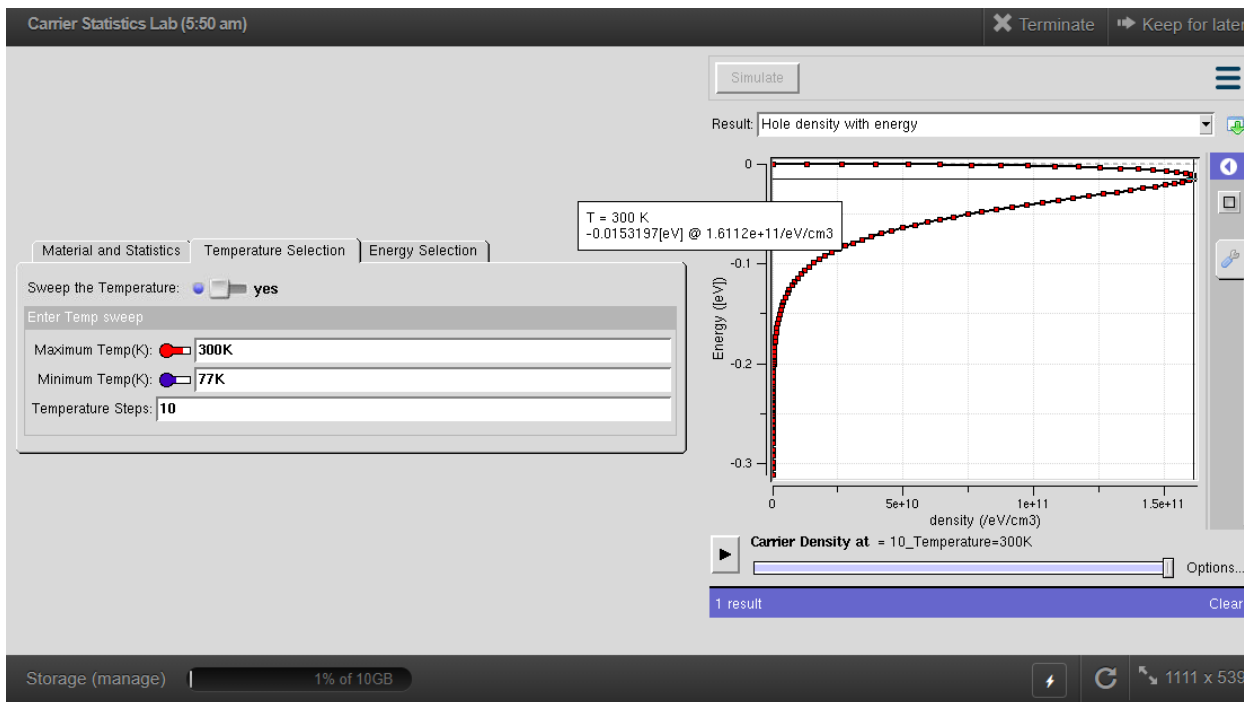 Carrier Statistics Lab (5:50 am)
Terminate
Keep for later
Simulate
Result: Hole density with energy
0
-0.1
-0.2
-0.3
Energy ([eV])
T = 300 K
-0.0153197[eV] @ 1.6112e+11/eV/cm3
0
5e+10
1e+11
1.5e+11
density (/eV/cm3)
Carrier Density at = 10_Temperature=300K
Options...
1 result
Clear
Material and Statistics
Temperature Selection
Energy Selection
Sweep the Temperature: yes
Enter Temp sweep
Maximum Temp(K): 300K
Minimum Temp(K): 77K
Temperature Steps: 10
Storage (manage)
1% of 10GB
1111 x 539